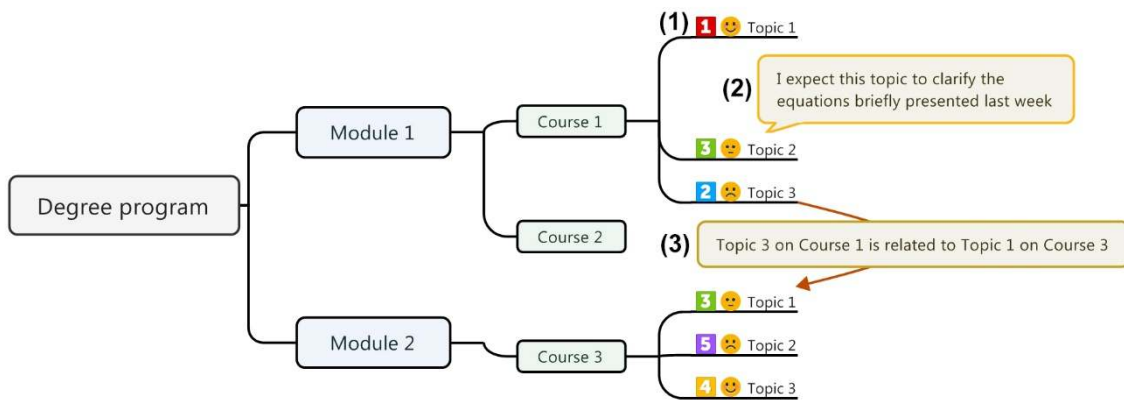 (1) 1 Topic 1
(2) I expect this topic to clarify the
equations briefly presented last week
Module 1
Course 1
3 Topic 2
2 Topic 3
Degree program
Course 2
(3) Topic 3 on Course 1 is related to Topic 1 on Course 3
3 Topic 1
Module 2
Course 3
5 Topic 2
4 Topic 3